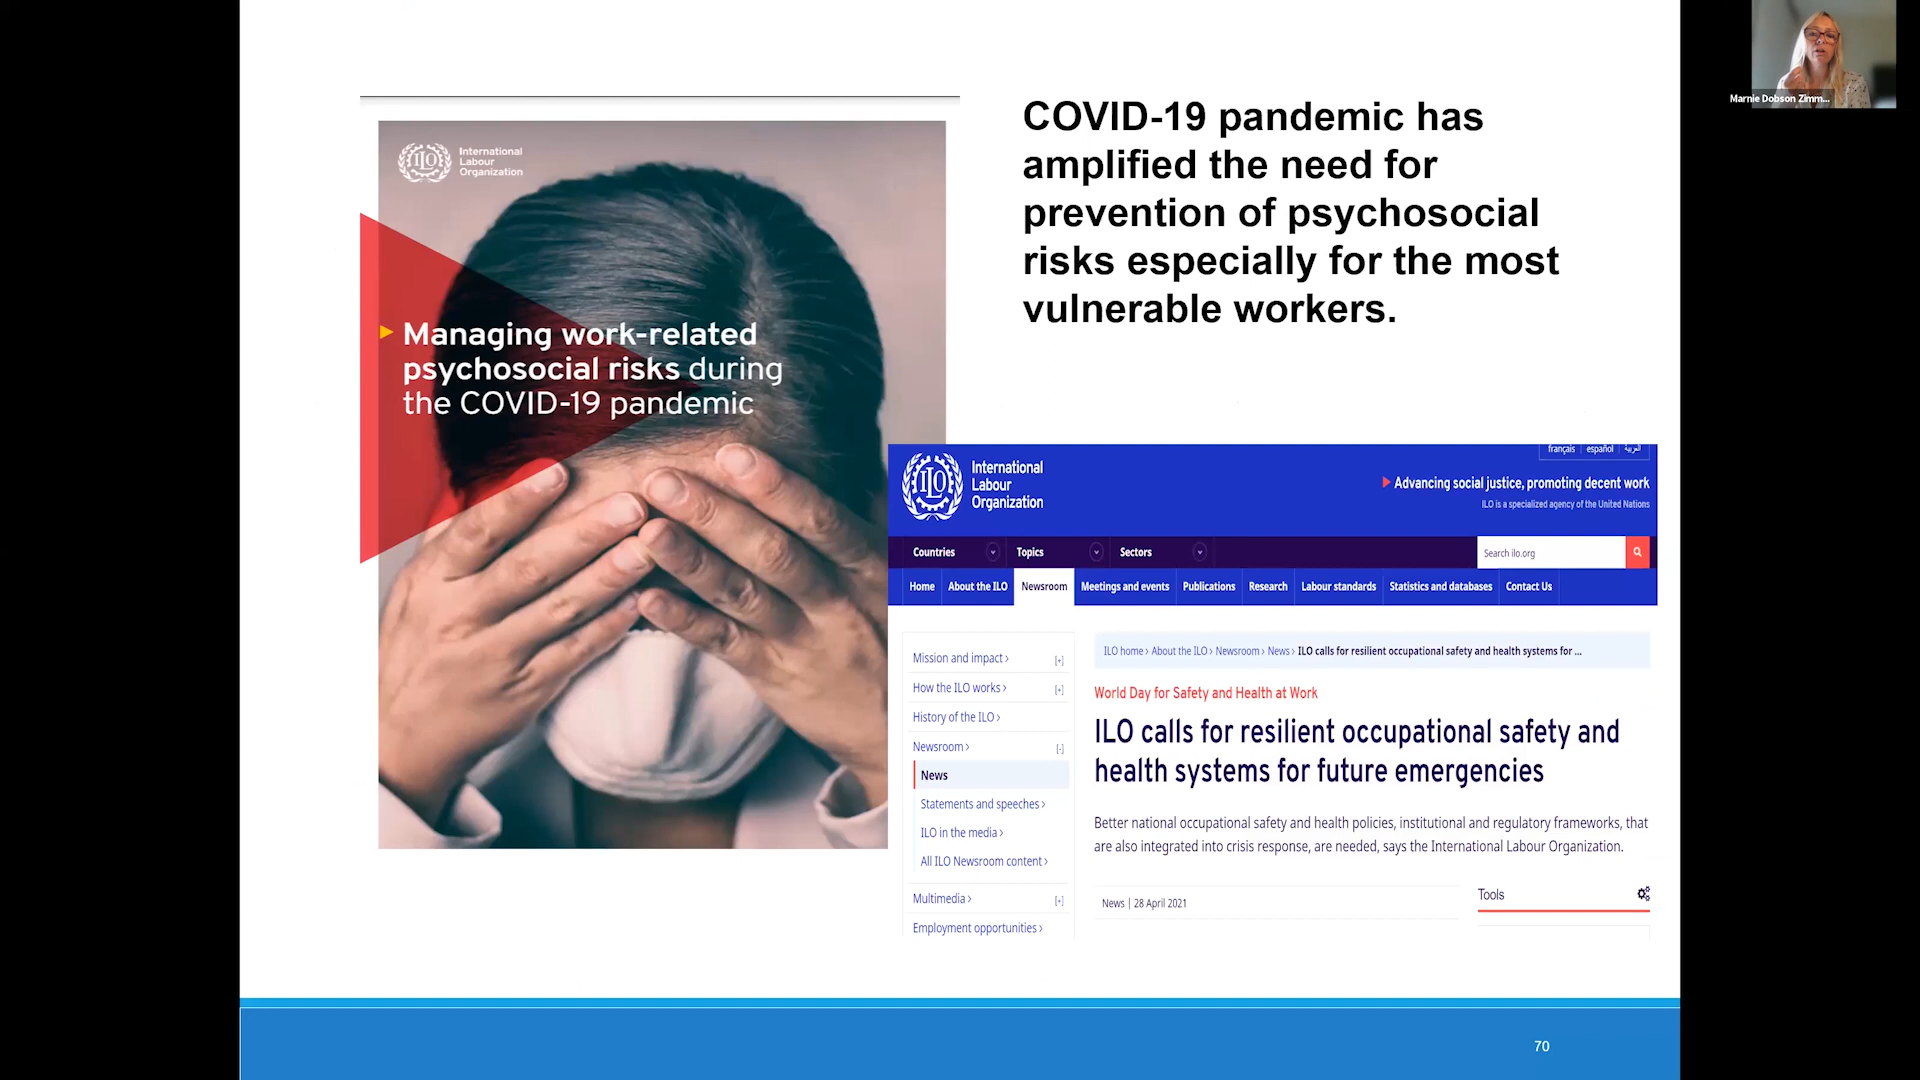 Marnie Dobson Zimm...
COVID-19 pandemic has
amplified the need for
prevention of psychosocial
risks especially for the most
vulnerable workers.
ILO
International
Labour
Organization
Managing work-related
psychosocial risks during
the COVID-19 pandemic
français | español | العربية
ILO
International
Labour
Organization
Advancing social justice, promoting decent work
ILO is a specialized agency of the United Nations
Countries
Topics
Sectors
Search ilo.org
Home
About the ILO
Newsroom
Meetings and events
Publications
Research
Labour standards
Statistics and databases
Contact Us
Mission and impact › [+]
How the ILO works › [+]
History of the ILO ›
Newsroom › [-]
News
Statements and speeches ›
ILO in the media ›
All ILO Newsroom content ›
Multimedia › [+]
Employment opportunities ›
ILO home › About the ILO › Newsroom › News › ILO calls for resilient occupational safety and health systems for ...
World Day for Safety and Health at Work
ILO calls for resilient occupational safety and
health systems for future emergencies
Better national occupational safety and health policies, institutional and regulatory frameworks, that
are also integrated into crisis response, are needed, says the International Labour Organization.
News | 28 April 2021
Tools
70